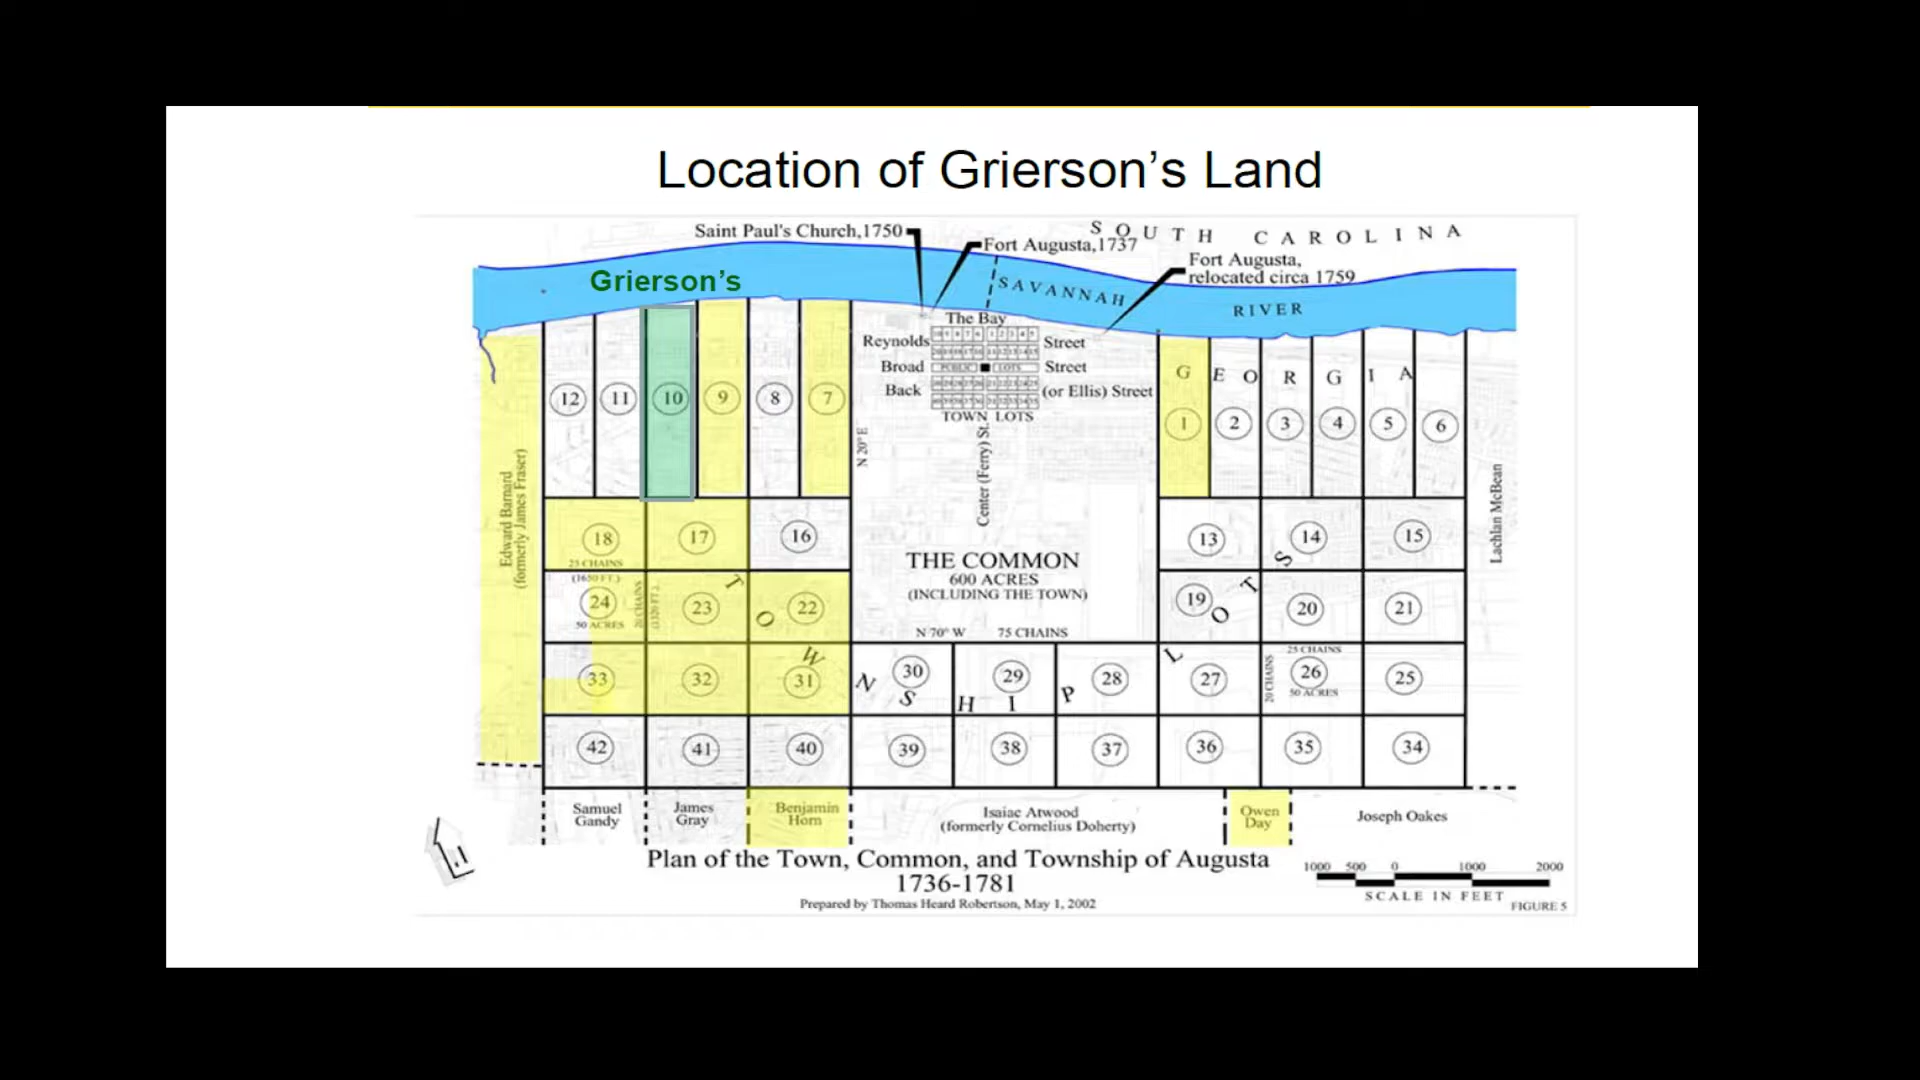 Location of Grierson's Land
Saint Paul's Church,1750
SOUTH CAROLINA
Fort Augusta,1737
Fort Augusta,
relocated circa 1759
Grierson's
SAVANNAH
RIVER
The Bay
Reynolds
Street
Broad
PUBLIC
LOTS
Street
Back
(or Ellis) Street
TOWN LOTS
GEORGIA
12
11
10
9
8
7
1
2
3
4
5
6
N 20° E
Center (Ferry) St.
Edward Barnard
(formerly James Fraser)
Lachlan McBean
18
17
16
13
14
15
25 CHAINS
(1650 FT.)
THE COMMON
600 ACRES
(INCLUDING THE TOWN)
24
50 ACRES
20 CHAINS
(1320 FT.)
23
22
19
20
21
N 70° W
75 CHAINS
TOWNSHIP LOTS
33
32
31
30
29
28
27
25 CHAINS
20 CHAINS
26
50 ACRES
25
42
41
40
39
38
37
36
35
34
Samuel
Gandy
James
Gray
Benjamin
Horn
Isaiac Atwood
(formerly Cornelius Doherty)
Owen
Day
Joseph Oakes
Plan of the Town, Common, and Township of Augusta
1736-1781
Prepared by Thomas Heard Robertson, May 1, 2002
1000 500 0 1000 2000
SCALE IN FEET
FIGURE 5